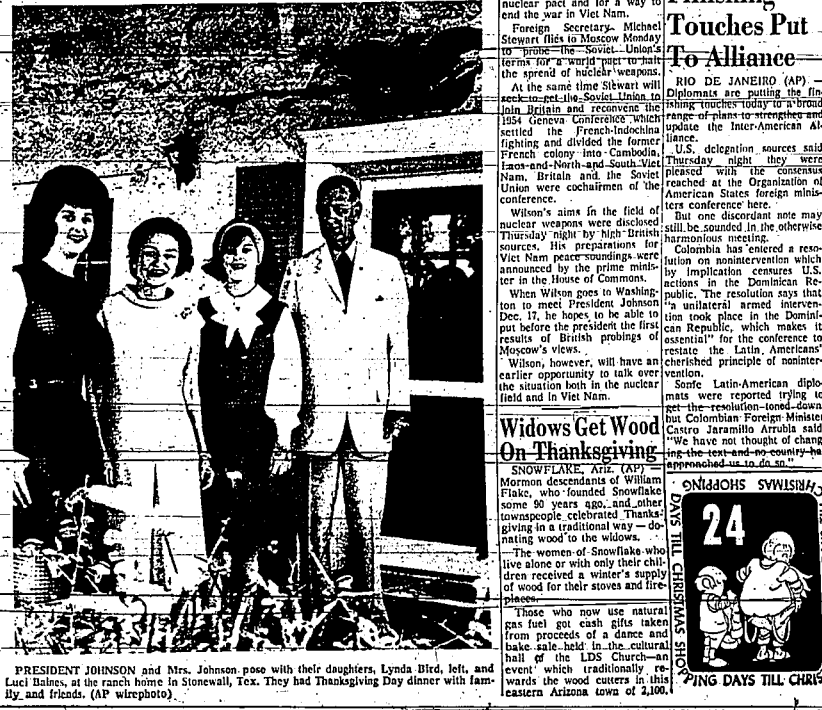 nuclear pact and for a way to
end the war in Viet Nam.
Foreign Secretary Michael
Stewart flies to Moscow Monday
to probe the Soviet Union's
terms for a world pact to halt
the spread of nuclear weapons.
At the same time Stewart will
seek to get the Soviet Union to
join Britain and reconvene the
1954 Geneva Conference which
settled the French-Indochina
fighting and divided the former
French colony into Cambodia,
Laos and North and South Viet
Nam. Britain and the Soviet
Union were cochairmen of the
conference.
Wilson's aims in the field of
nuclear weapons were disclosed
Thursday night by high British
sources. His preparations for
Viet Nam peace soundings were
announced by the prime minis-
ter in the House of Commons.
When Wilson goes to Washing-
ton to meet President Johnson
Dec. 17, he hopes to be able to
put before the president the first
results of British probings of
Moscow's views.
Wilson, however, will have an
earlier opportunity to talk over
the situation both in the nuclear
field and in Viet Nam.
Widows Get Wood
On Thanksgiving
SNOWFLAKE, Ariz. (AP) —
Mormon descendants of William
Flake, who founded Snowflake
some 90 years ago, and other
townspeople celebrated Thanks-
giving in a traditional way — do-
nating wood to the widows.
The women of Snowflake who
live alone or with only their chil-
dren received a winter's supply
of wood for their stoves and fire-
places.
Those who now use natural
gas fuel got cash gifts taken
from proceeds of a dance and
bake sale held in the cultural
hall of the LDS Church—an
event which traditionally re-
wards the wood cutters in this
eastern Arizona town of 2,100.
Touches Put
To Alliance
RIO DE JANEIRO (AP) —
Diplomats are putting the fin-
ishing touches today to a broad
range of plans to strengthen and
update the Inter-American Al-
liance.
U.S. delegation sources said
Thursday night they were
pleased with the consensus
reached at the Organization of
American States foreign minis-
ters conference here.
But one discordant note may
still be sounded in the otherwise
harmonious meeting.
Colombia has entered a reso-
lution on nonintervention which
by implication censures U.S.
actions in the Dominican Re-
public. The resolution says that
"a unilateral armed interven-
tion took place in the Domini-
can Republic, which makes it
essential" for the conference to
restate the Latin Americans'
cherished principle of noninter-
vention.
Some Latin-American diplo-
mats were reported trying to
get the resolution toned down
but Colombian Foreign Minister
Castro Jaramillo Arrubla said
"We have not thought of chang
ing the text and no country ha
approached us to do so."
CHRISTMAS SHOPPING
DAYS TILL CHRISTMAS SHOP
PING DAYS TILL CHRIS
24
PRESIDENT JOHNSON and Mrs. Johnson pose with their daughters, Lynda Bird, left, and
Luci Baines, at the ranch home in Stonewall, Tex. They had Thanksgiving Day dinner with fam-
ily and friends. (AP wirephoto)